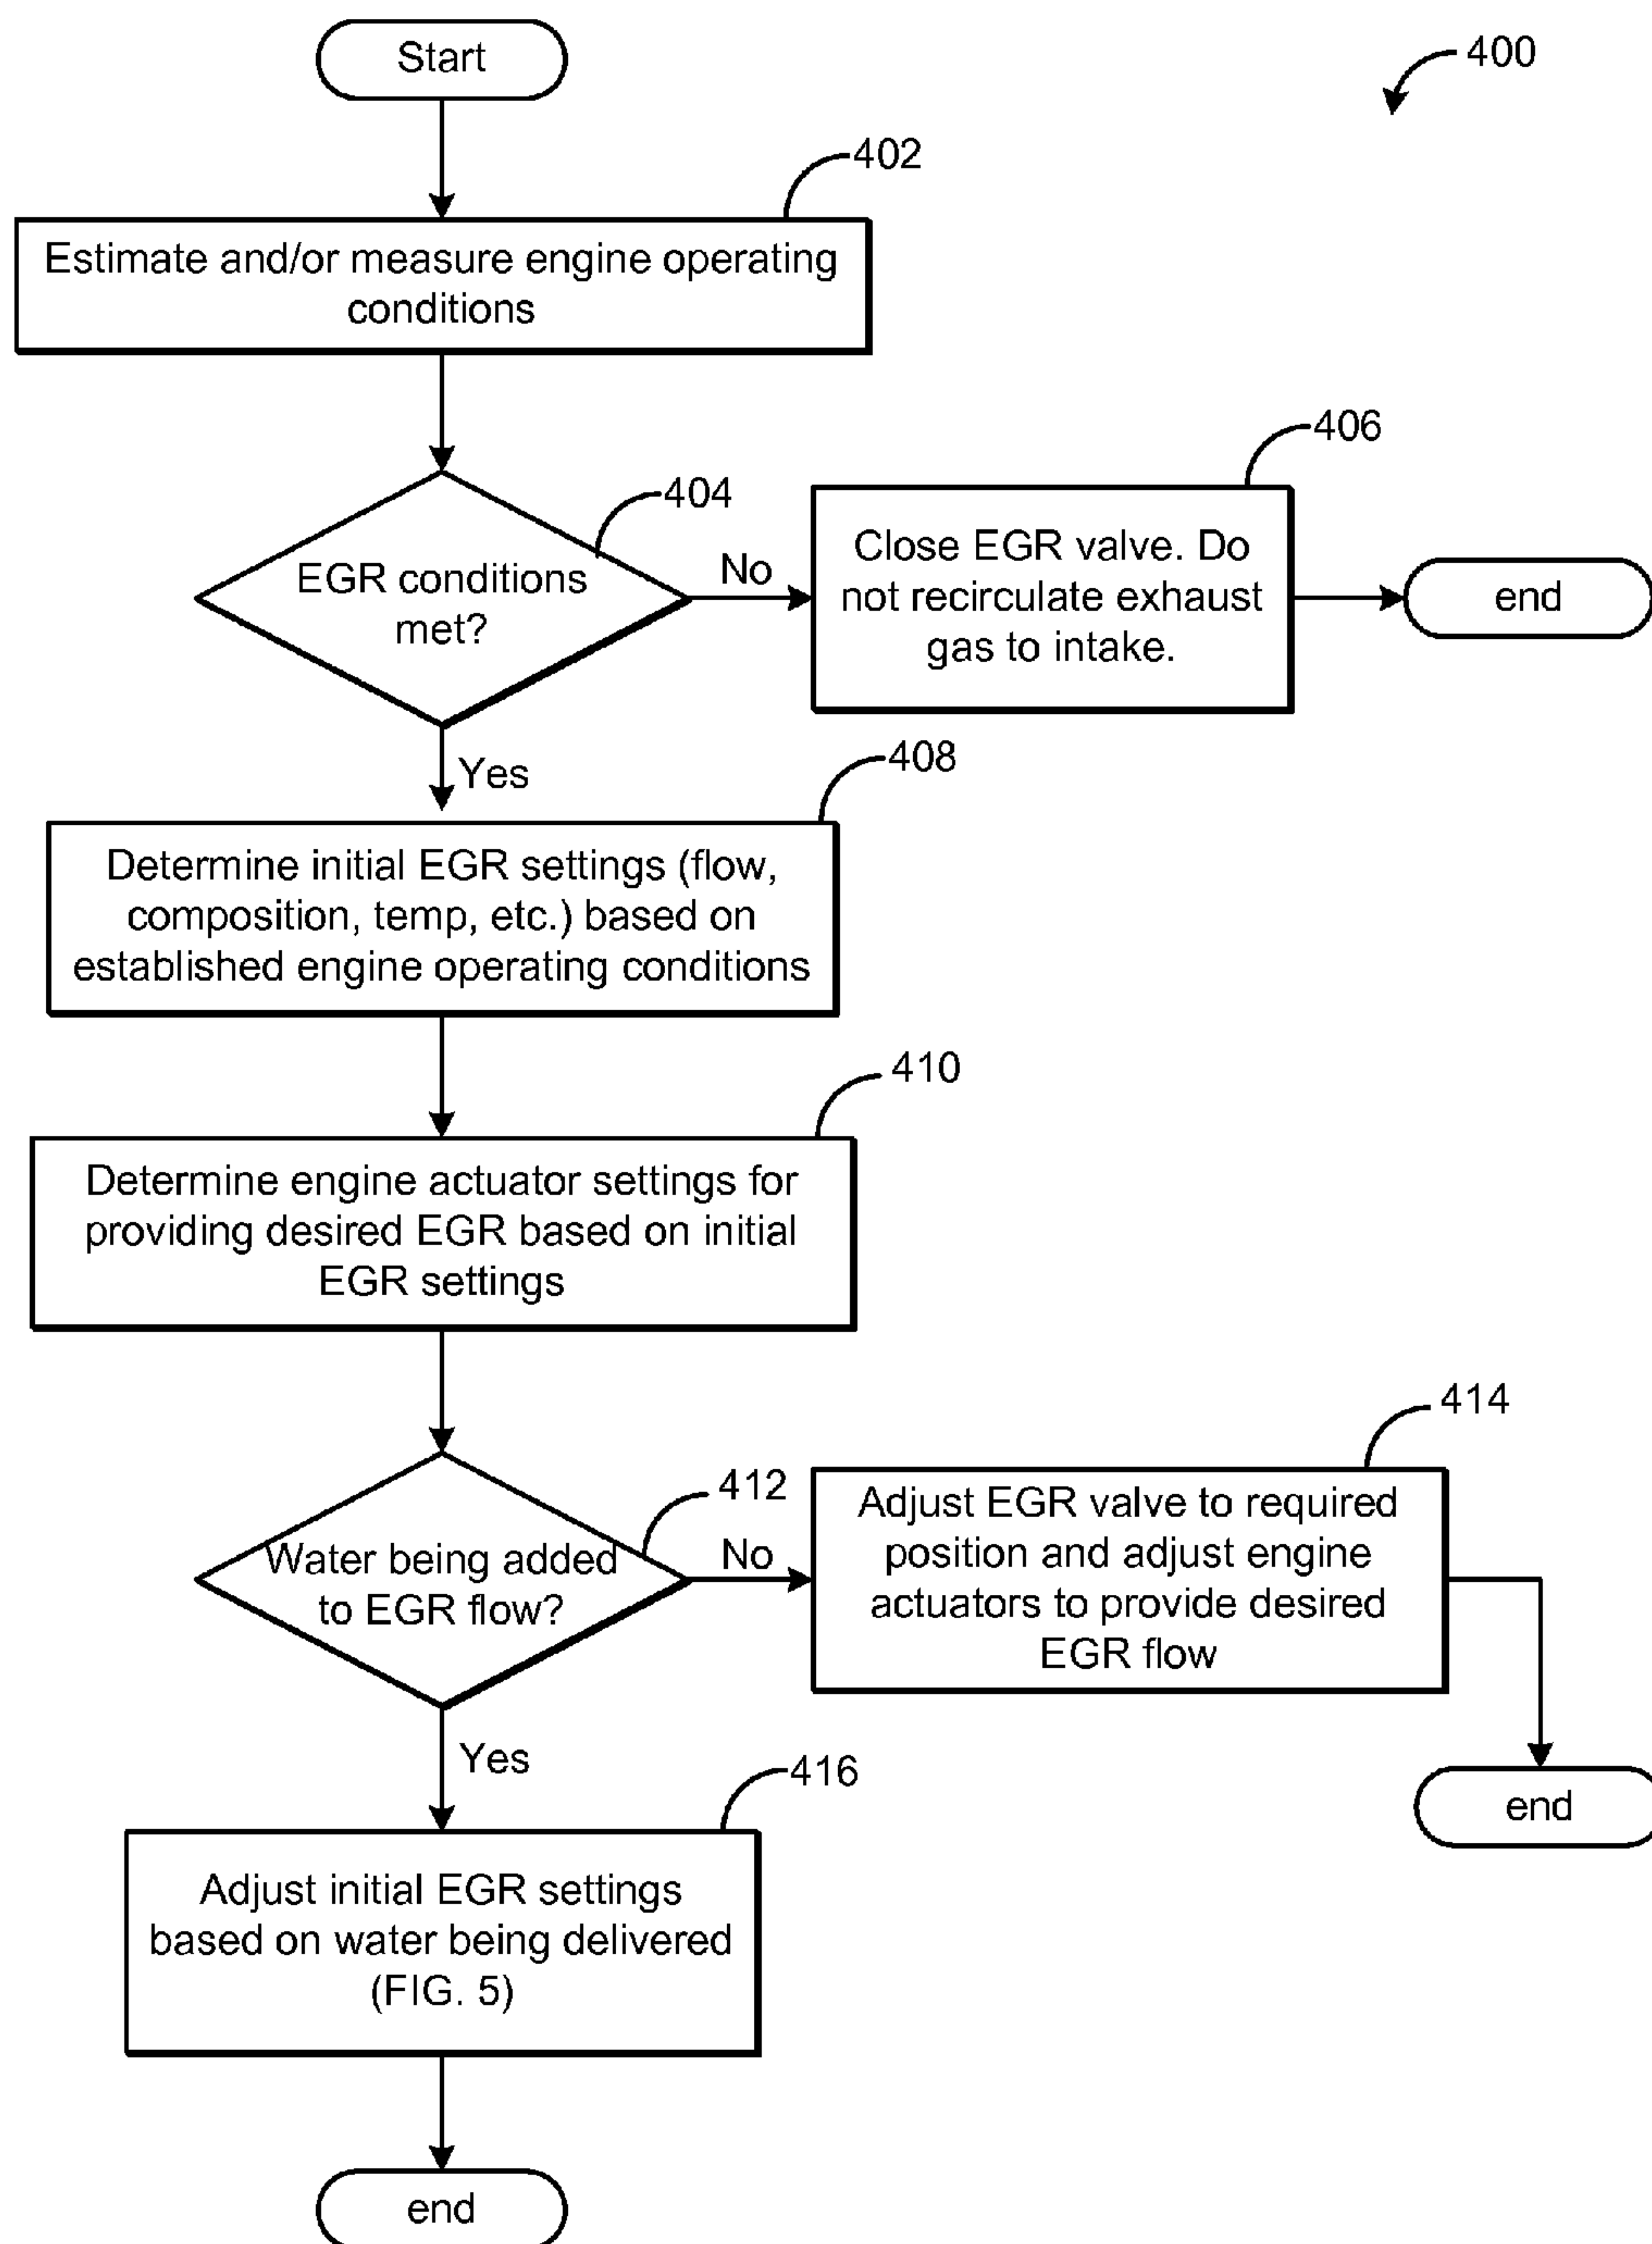 Start
400
402
Estimate and/or measure engine operating
conditions
404
EGR conditions
met?
No
406
Close EGR valve. Do
not recirculate exhaust
gas to intake.
end
Yes
408
Determine initial EGR settings (flow,
composition, temp, etc.) based on
established engine operating conditions
410
Determine engine actuator settings for
providing desired EGR based on initial
EGR settings
412
Water being added
to EGR flow?
No
414
Adjust EGR valve to required
position and adjust engine
actuators to provide desired
EGR flow
end
Yes
416
Adjust initial EGR settings
based on water being delivered
(FIG. 5)
end